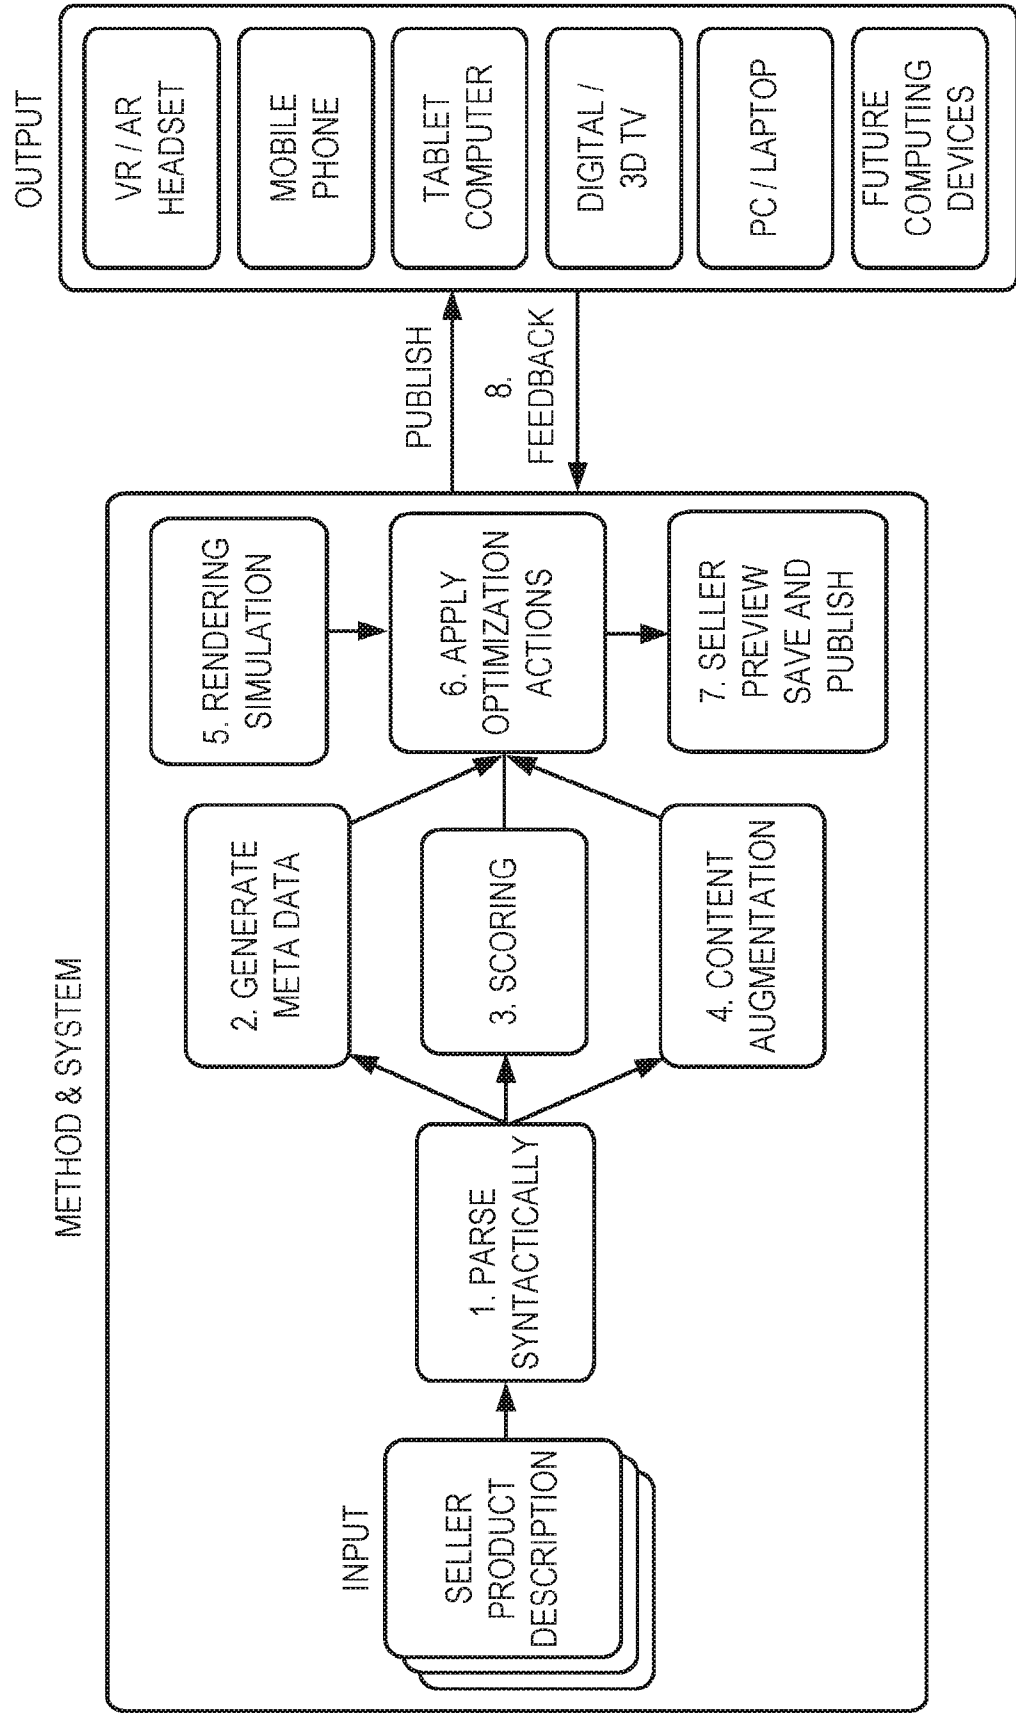 METHOD & SYSTEM
INPUT
SELLER
PRODUCT
DESCRIPTION
1. PARSE
SYNTACTICALLY
2. GENERATE
META DATA
3. SCORING
4. CONTENT
AUGMENTATION
5. RENDERING
SIMULATION
6. APPLY
OPTIMIZATION
ACTIONS
7. SELLER
PREVIEW
SAVE AND
PUBLISH
PUBLISH
8.
FEEDBACK
OUTPUT
VR / AR
HEADSET
MOBILE
PHONE
TABLET
COMPUTER
DIGITAL /
3D TV
PC / LAPTOP
FUTURE
COMPUTING
DEVICES